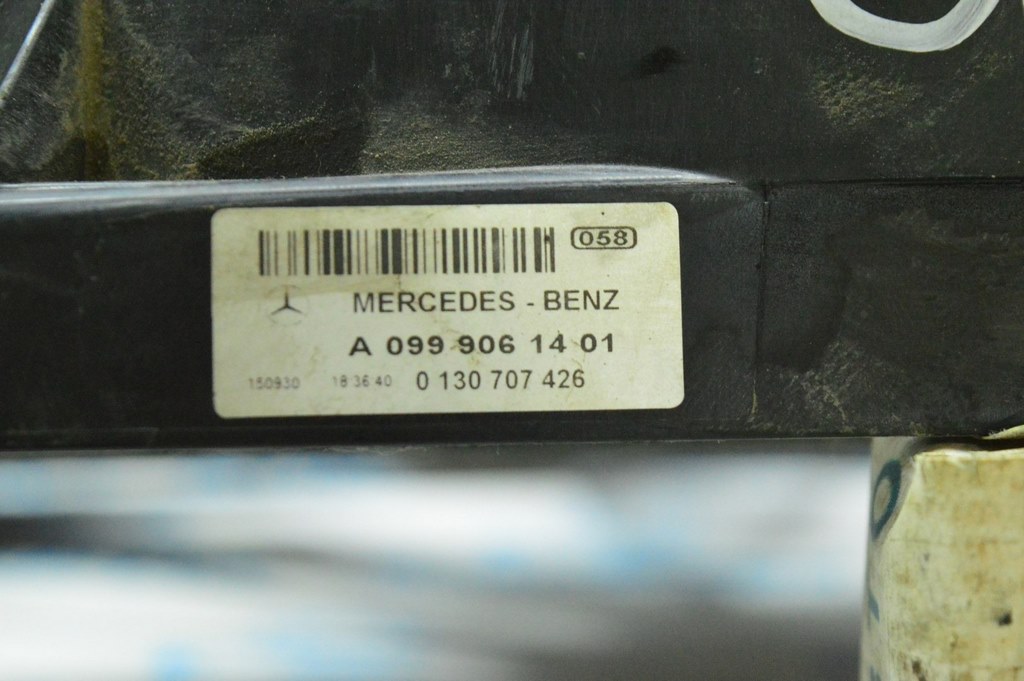 058
MERCEDES - BENZ
A 099 906 14 01
150930 18:36:40 0 130 707 426